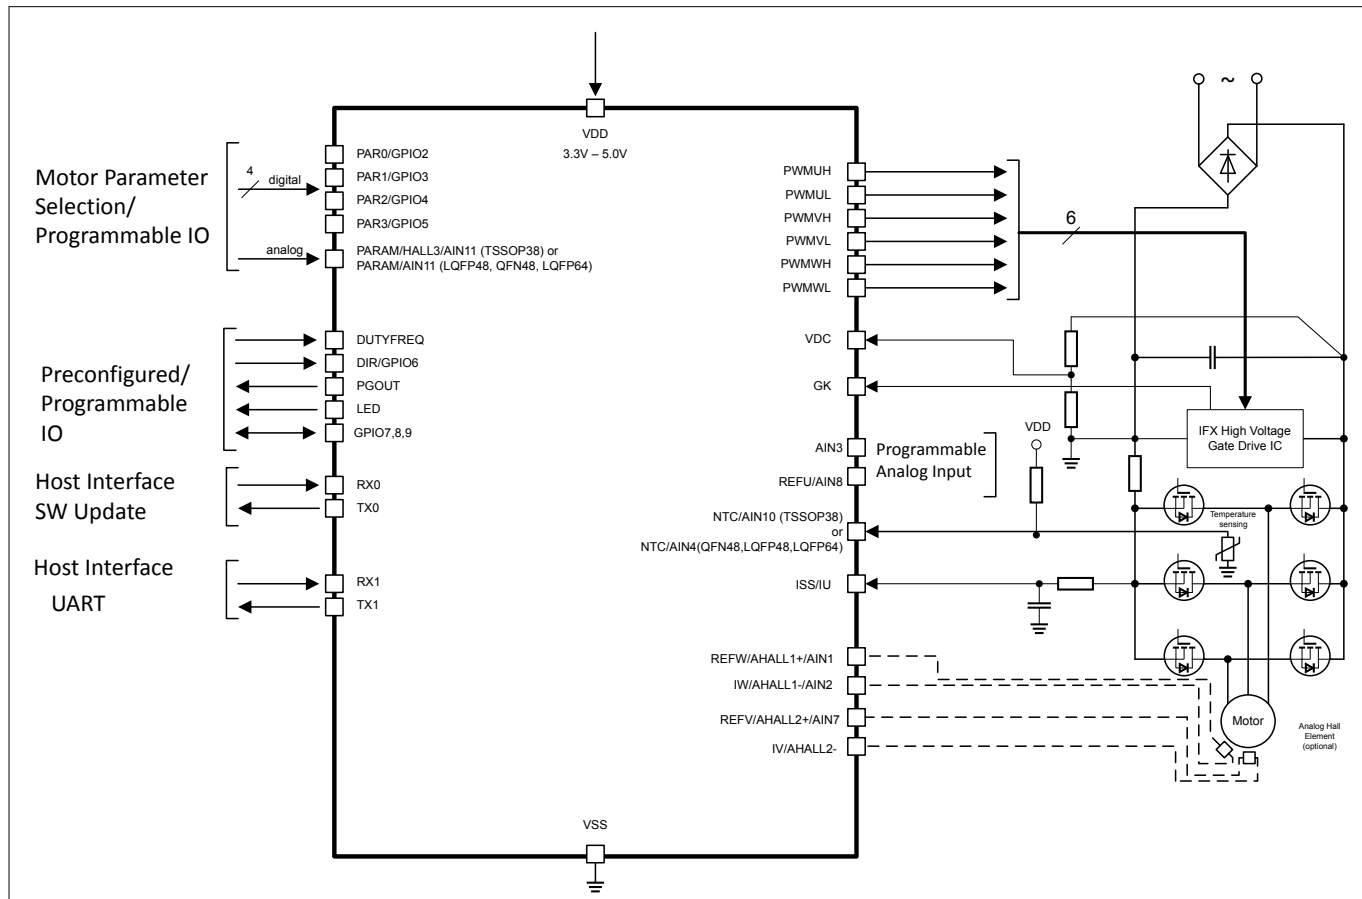 Motor Parameter
Selection/
Programmable IO
4
digital
analog
PAR0/GPIO2
PAR1/GPIO3
PAR2/GPIO4
PAR3/GPIO5
PARAM/HALL3/AIN11 (TSSOP38) or
PARAM/AIN11 (LQFP48, QFN48, LQFP64)
VDD
3.3V – 5.0V
Preconfigured/
Programmable
IO
DUTYFREQ
DIR/GPIO6
PGOUT
LED
GPIO7,8,9
Host Interface
SW Update
RX0
TX0
Host Interface
UART
RX1
TX1
VSS
PWMUH
PWMUL
PWMVH
PWMVL
PWMWH
PWMWL
6
~
VDC
GK
AIN3
REFU/AIN8
Programmable
Analog Input
VDD
IFX High Voltage
Gate Drive IC
NTC/AIN10 (TSSOP38)
or
NTC/AIN4(QFN48,LQFP48,LQFP64)
Temperature
sensing
ISS/IU
REFW/AHALL1+/AIN1
IW/AHALL1-/AIN2
REFV/AHALL2+/AIN7
IV/AHALL2-
Motor
Analog Hall
Element
(optional)